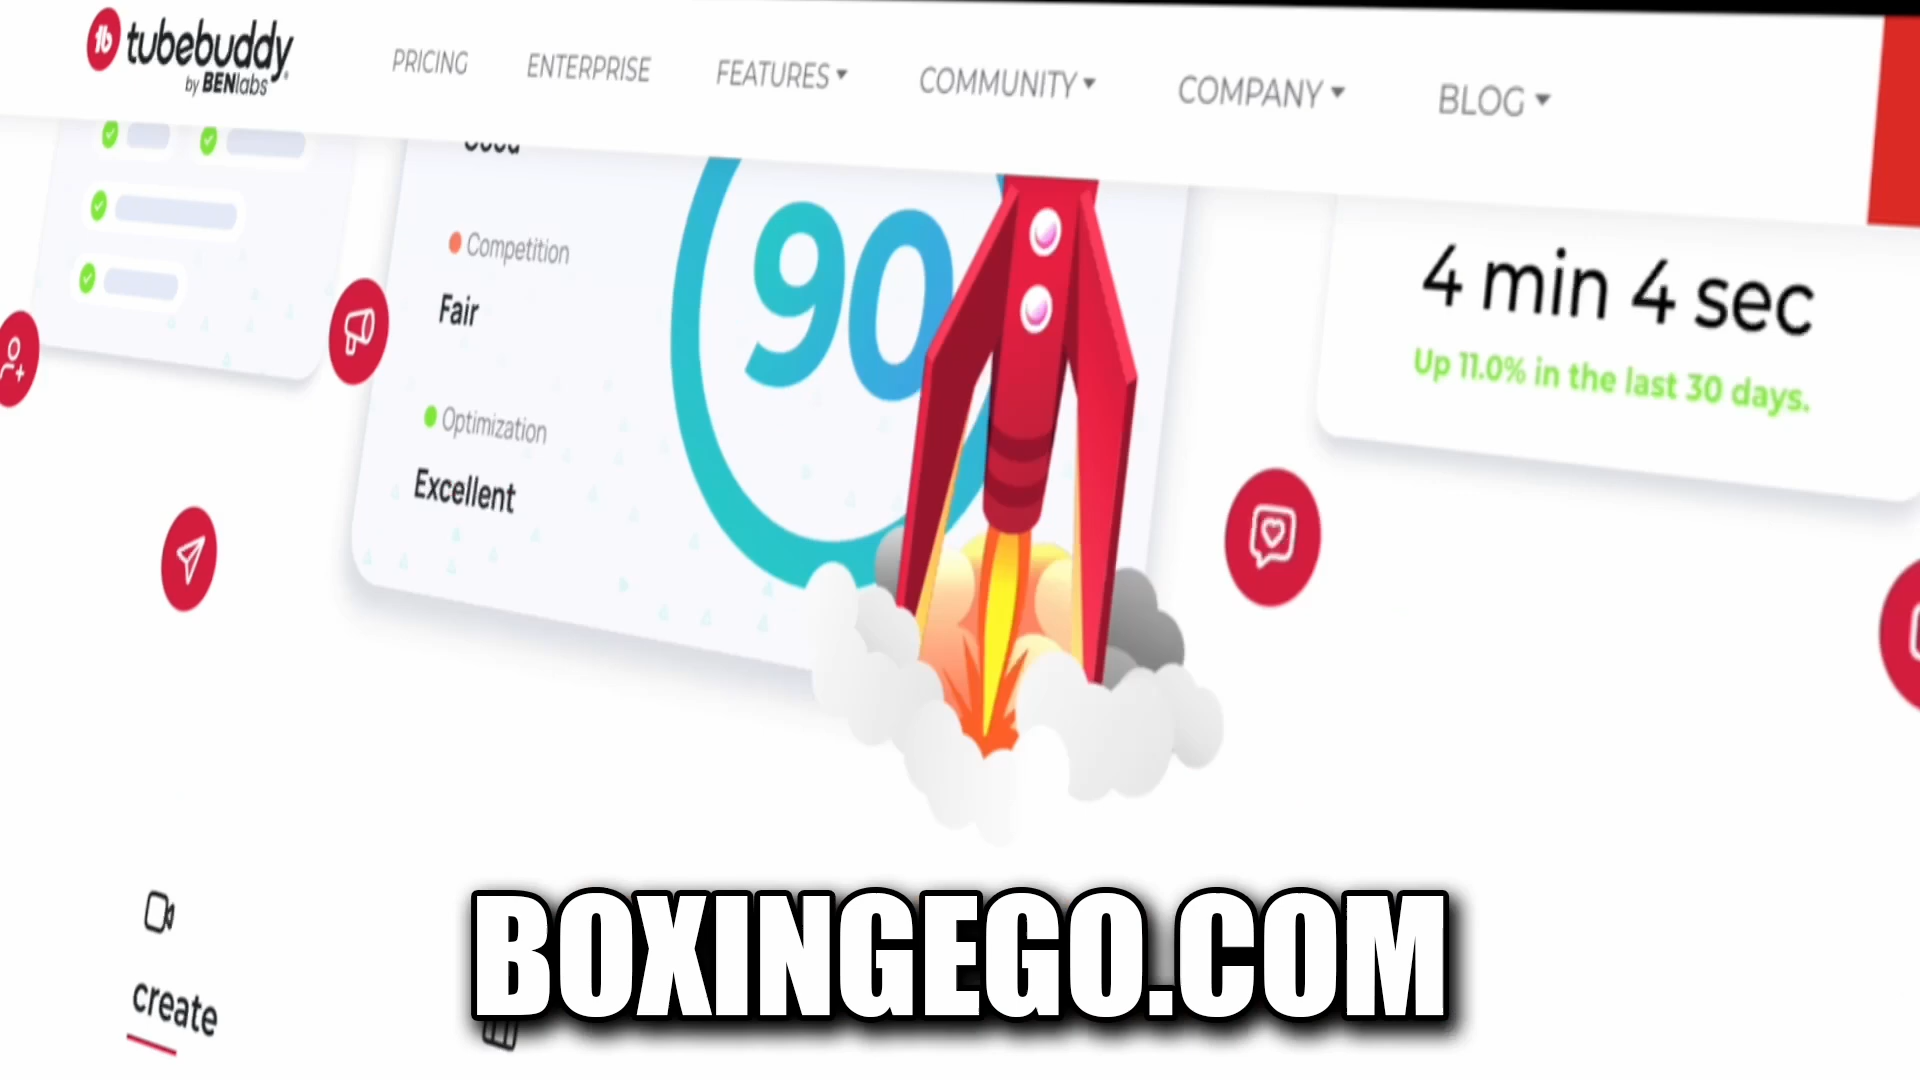 tubebuddy
by BENlabs
PRICING
ENTERPRISE
FEATURES
COMMUNITY
COMPANY
BLOG
Competition
Fair
Optimization
Excellent
90
4 min 4 sec
Up 11.0% in the last 30 days.
create
BOXINGEGO.COM